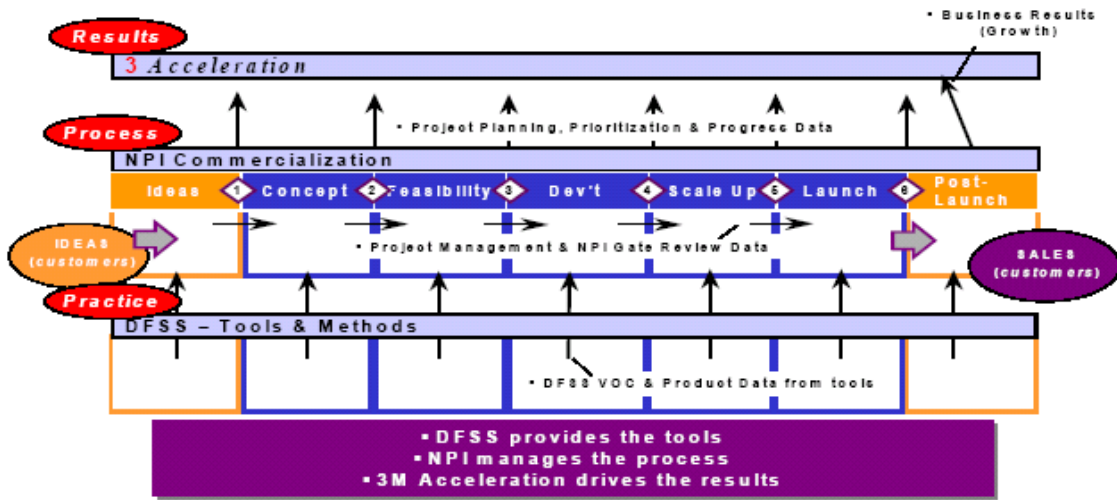 Results
▪ Business Results
(Growth)
3 Acceleration
Process
▪ Project Planning, Prioritization & Progress Data
NPI Commercialization
Ideas 1 Concept 2 Feasibility 3 Dev't 4 Scale Up 5 Launch 6 Post-
Launch
IDEAS
(customers)
▪ Project Management & NPI Gate Review Data
SALES
(customers)
Practice
DFSS – Tools & Methods
▪ DFSS VOC & Product Data from tools
▪ DFSS provides the tools
▪ NPI manages the process
▪ 3M Acceleration drives the results